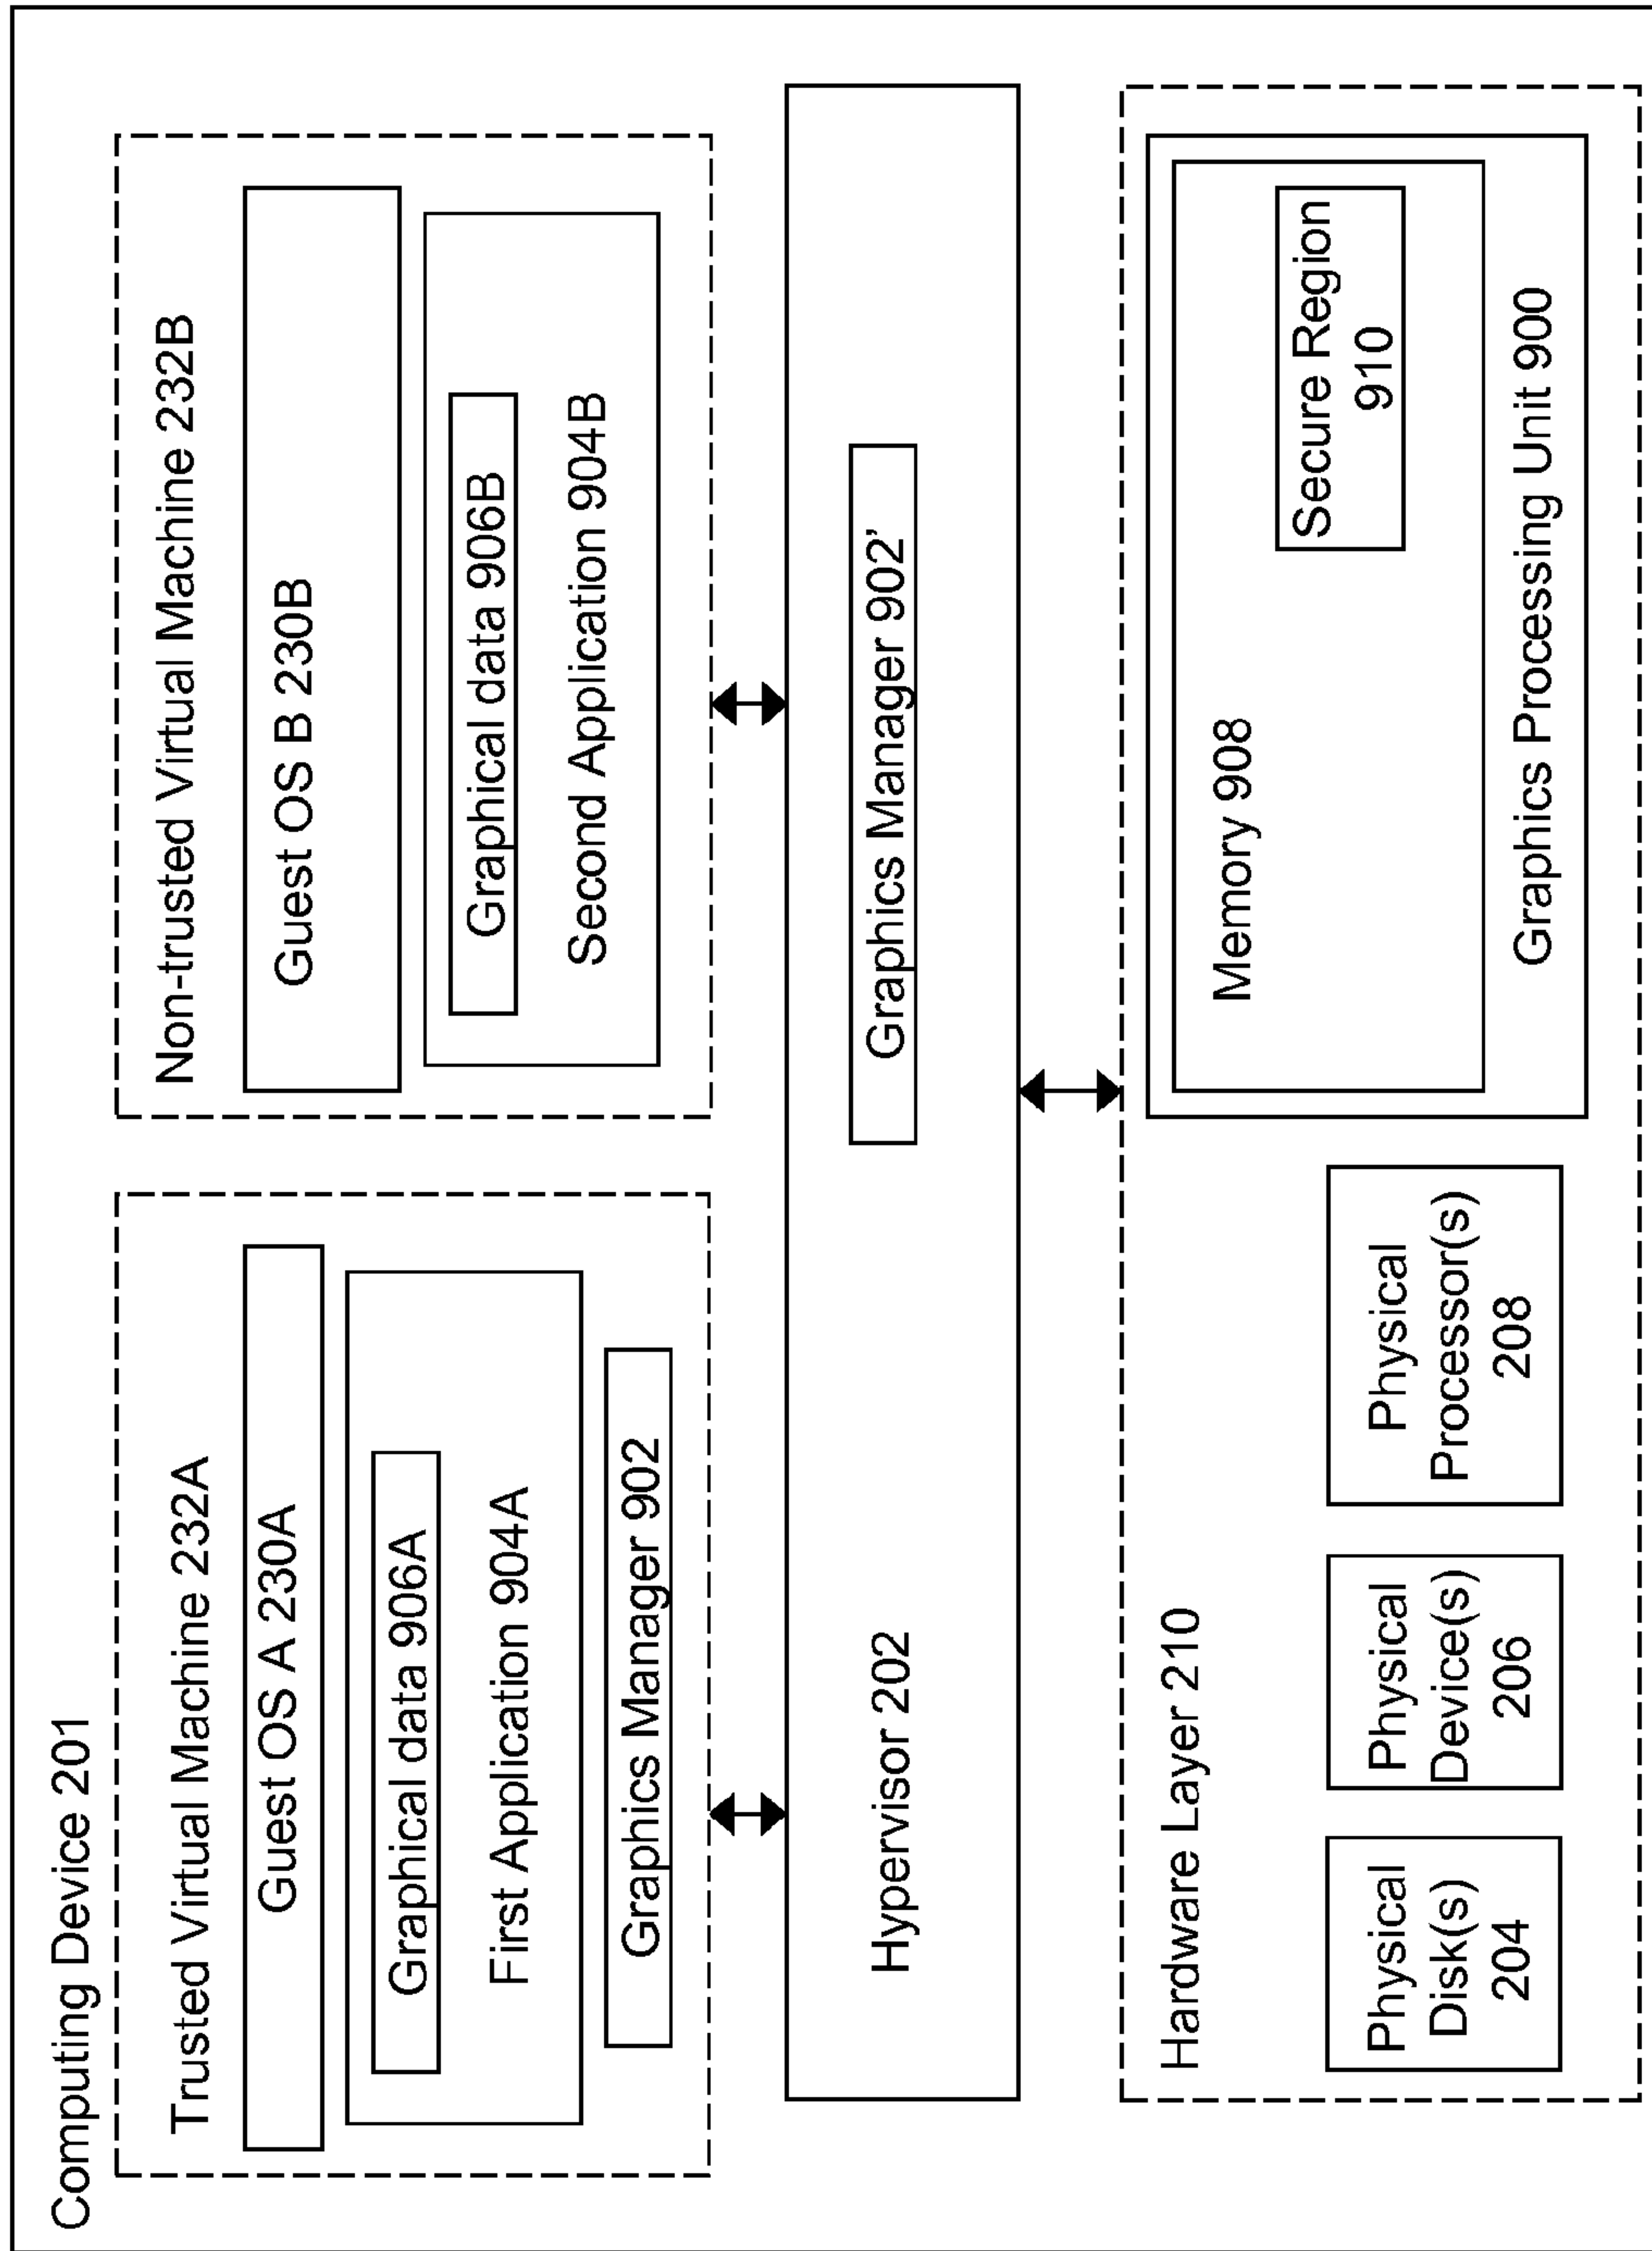 Computing Device 201
Trusted Virtual Machine 232A
Guest OS A 230A
Graphical data 906A
First Application 904A
Graphics Manager 902
Non-trusted Virtual Machine 232B
Guest OS B 230B
Graphical data 906B
Second Application 904B
Hypervisor 202
Graphics Manager 902'
Hardware Layer 210
Physical
Disk(s)
204
Physical
Device(s)
206
Physical
Processor(s)
208
Memory 908
Secure Region
910
Graphics Processing Unit 900